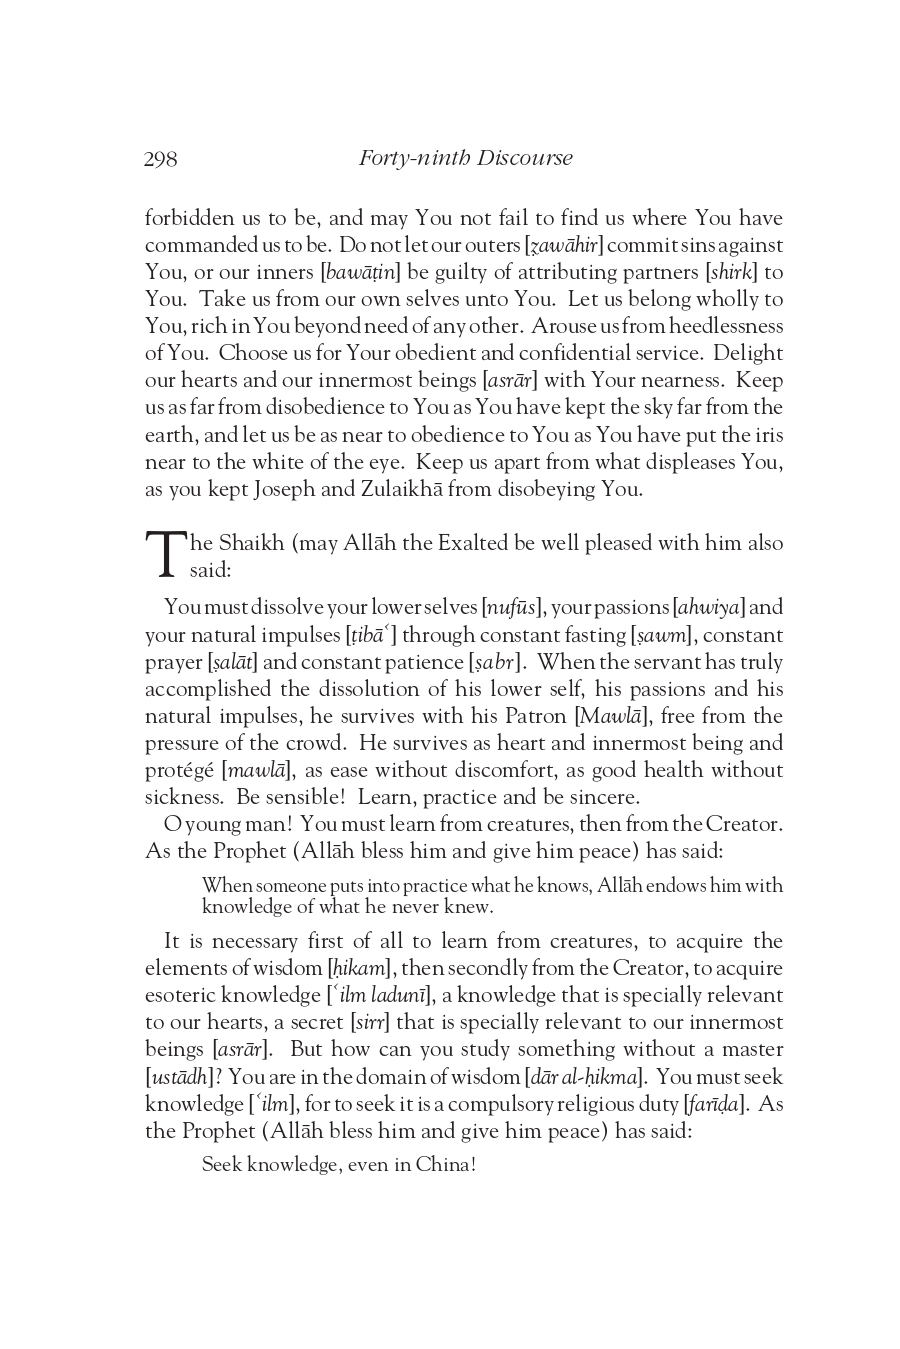 298 Forty-ninth Discourse
forbidden us to be, and may You not fail to find us where You have
commanded us to be. Do not let our outers [ẓawāhir] commit sins against
You, or our inners [bawāṭin] be guilty of attributing partners [shirk] to
You. Take us from our own selves unto You. Let us belong wholly to
You, rich in You beyond need of any other. Arouse us from heedlessness
of You. Choose us for Your obedient and confidential service. Delight
our hearts and our innermost beings [asrār] with Your nearness. Keep
us as far from disobedience to You as You have kept the sky far from the
earth, and let us be as near to obedience to You as You have put the iris
near to the white of the eye. Keep us apart from what displeases You,
as you kept Joseph and Zulaikhā from disobeying You.
The Shaikh (may Allāh the Exalted be well pleased with him also
said:
You must dissolve your lower selves [nufūs], your passions [ahwiya] and
your natural impulses [ṭibāʿ] through constant fasting [ṣawm], constant
prayer [ṣalāt] and constant patience [ṣabr]. When the servant has truly
accomplished the dissolution of his lower self, his passions and his
natural impulses, he survives with his Patron [Mawlā], free from the
pressure of the crowd. He survives as heart and innermost being and
protégé [mawlā], as ease without discomfort, as good health without
sickness. Be sensible! Learn, practice and be sincere.
O young man! You must learn from creatures, then from the Creator.
As the Prophet (Allāh bless him and give him peace) has said:
When someone puts into practice what he knows, Allāh endows him with
knowledge of what he never knew.
It is necessary first of all to learn from creatures, to acquire the
elements of wisdom [ḥikam], then secondly from the Creator, to acquire
esoteric knowledge [ʿilm ladunī], a knowledge that is specially relevant
to our hearts, a secret [sirr] that is specially relevant to our innermost
beings [asrār]. But how can you study something without a master
[ustādh]? You are in the domain of wisdom [dār al-ḥikma]. You must seek
knowledge [ʿilm], for to seek it is a compulsory religious duty [farīḍa]. As
the Prophet (Allāh bless him and give him peace) has said:
Seek knowledge, even in China!